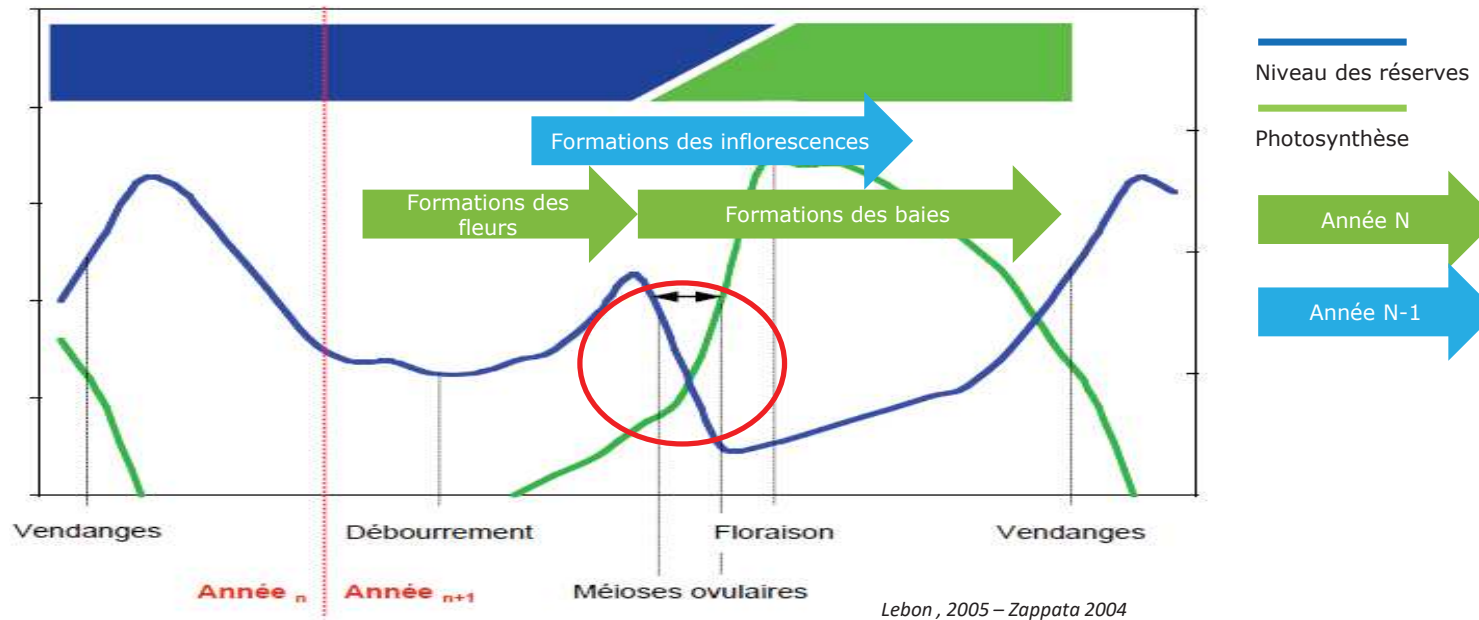 Niveau des réserves
Photosynthèse
Formations des inflorescences
Formations des
fleurs
Formations des baies
Année N
Année N-1
Vendanges
Débourrement
Floraison
Vendanges
Année n
Année n+1
Méioses ovulaires
Lebon , 2005 – Zappata 2004